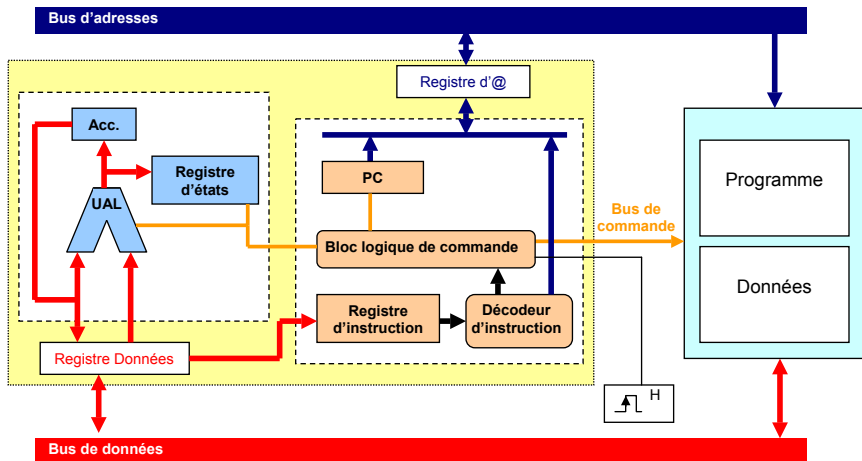 Bus d'adresses
Registre d'@
Acc.
Registre
d'états
UAL
PC
Bloc logique de commande
Bus de
commande
Programme
Données
Registre
d'instruction
Décodeur
d'instruction
Registre Données
H
Bus de données